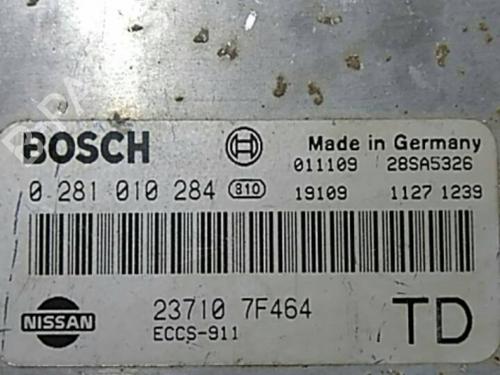 BOSCH Made in Germany
011109 28SA5326
0 281 010 284 310 19109 1127 1239
NISSAN 23710 7F464 TD
ECCS-911